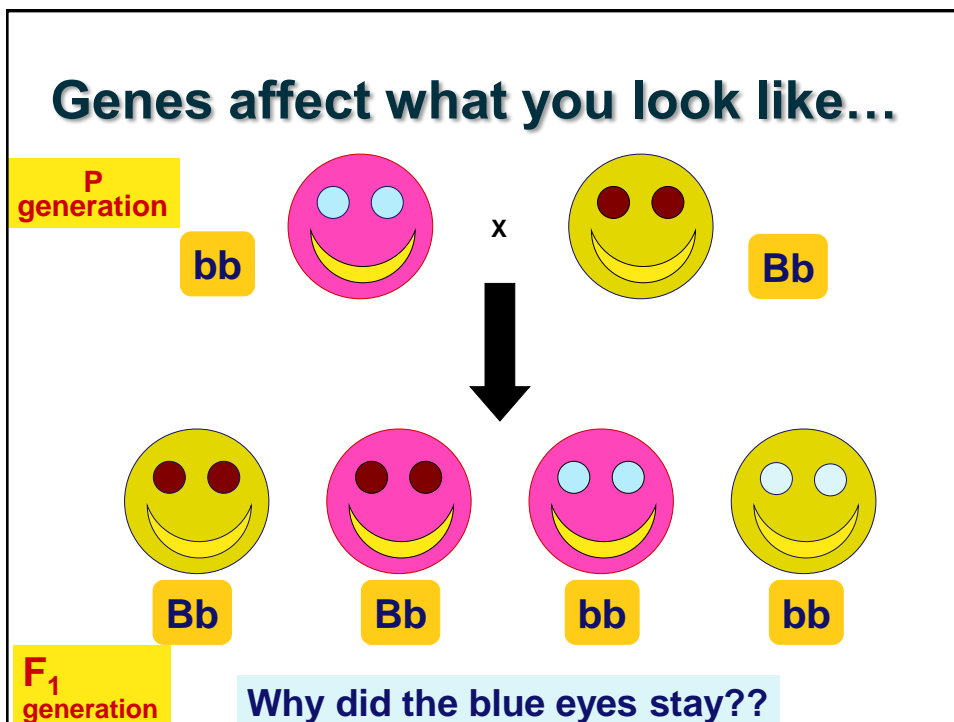 Genes affect what you look like…
P
generation
bb
x
Bb
Bb
Bb
bb
bb
F₁
generation
Why did the blue eyes stay??